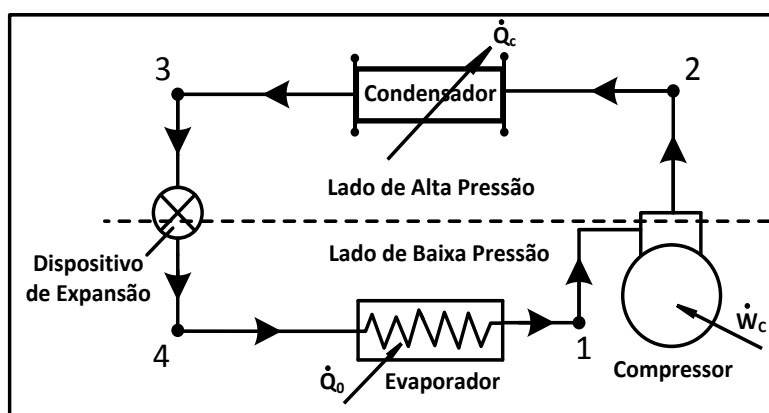 Q̇c
3
2
Condensador
Lado de Alta Pressão
Lado de Baixa Pressão
Dispositivo
de Expansão
4
1
Ẇc
Compressor
Q̇₀
Evaporador